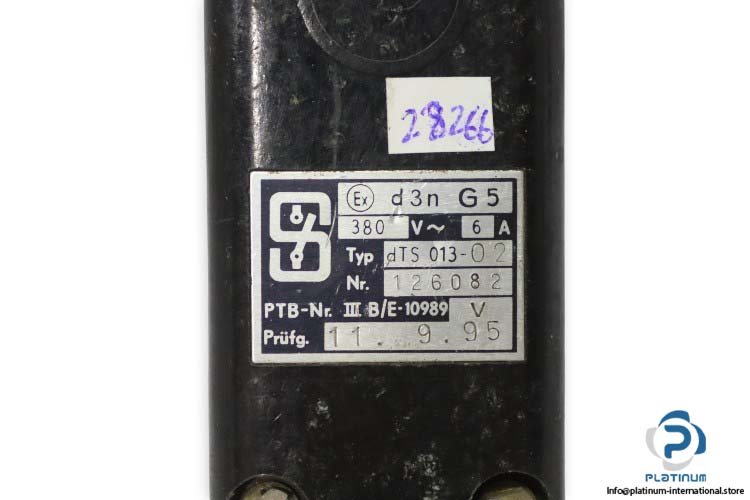 28266
Ex d3n G5
380 V~ 6 A
Typ dTS 013-02
Nr. 126082
PTB-Nr. III B/E-10989 V
Prüfg. 11. 9.95
PLATINUM
Info@platinum-international.store